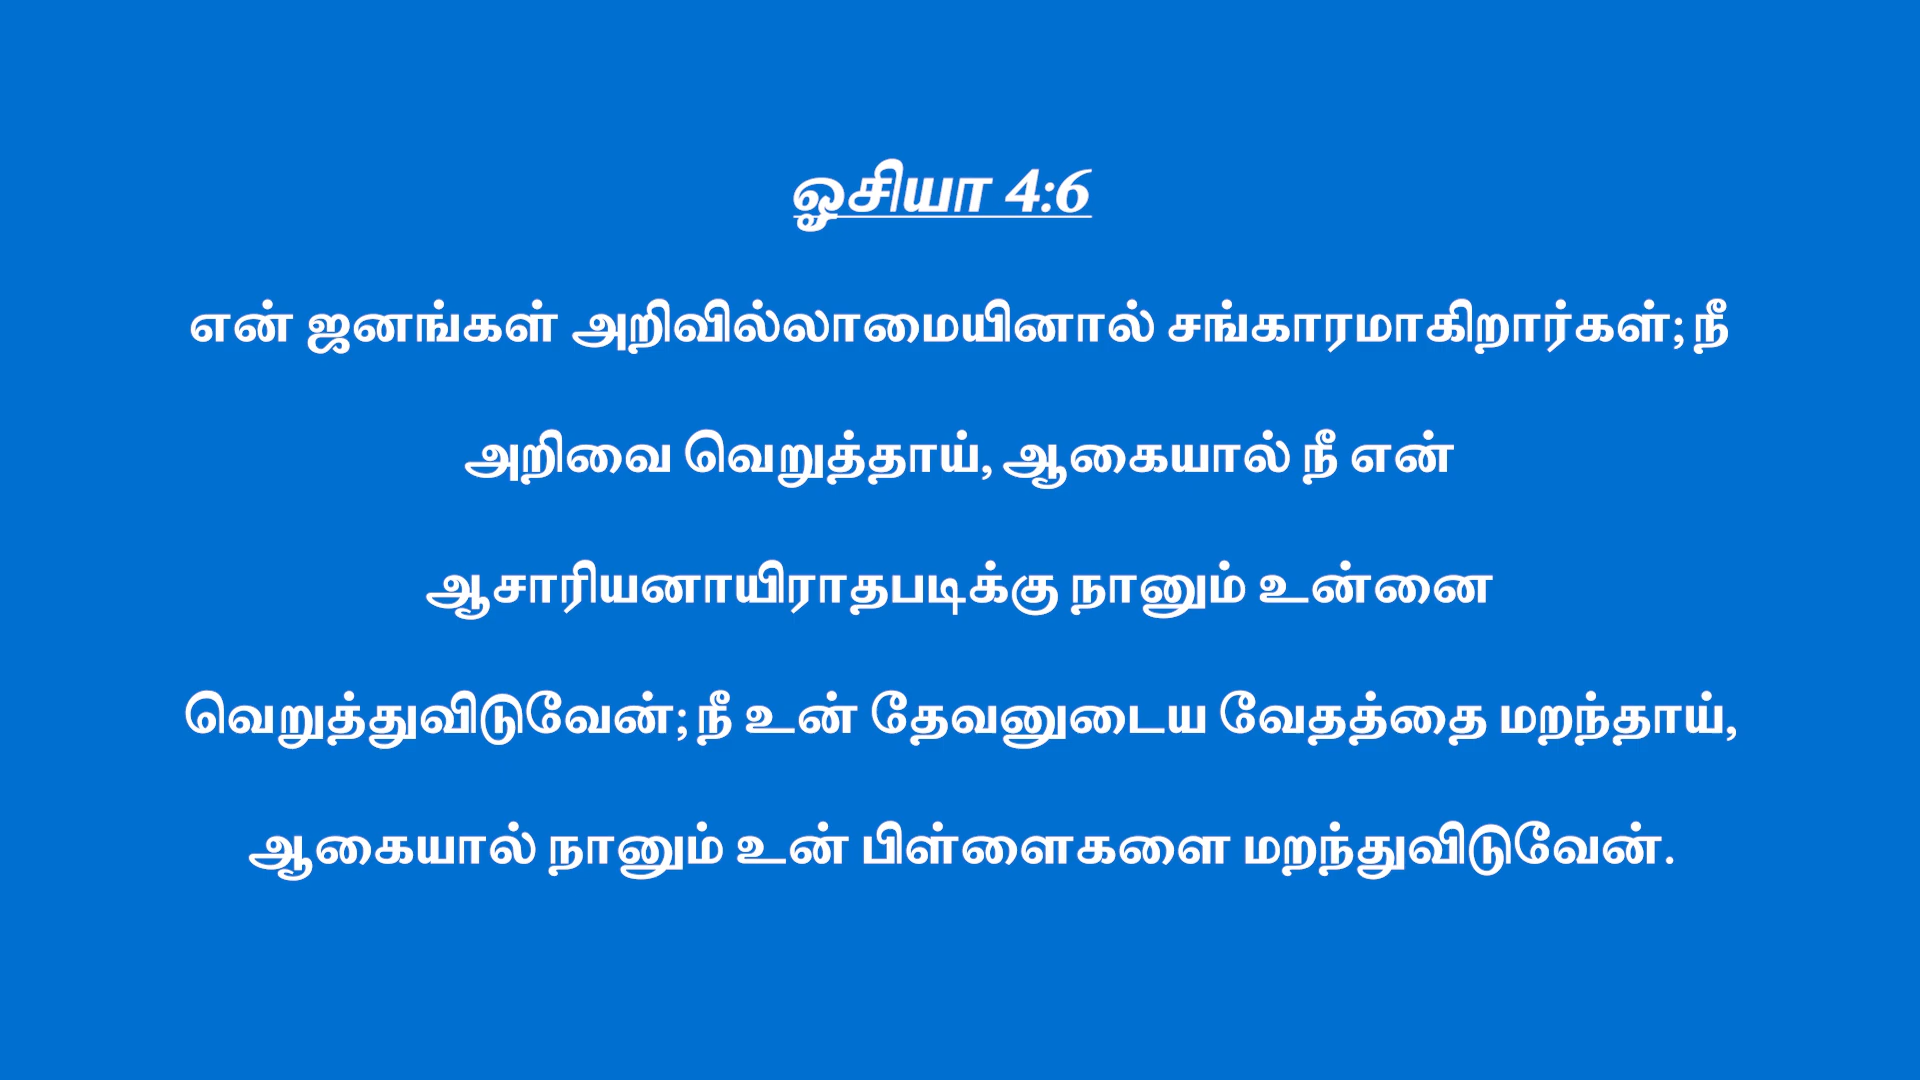 ஓசியா 4:6
என் ஜனங்கள் அறிவில்லாமையினால் சங்காரமாகிறார்கள்; நீ
அறிவை வெறுத்தாய், ஆகையால் நீ என்
ஆசாரியனாயிராதபடிக்கு நானும் உன்னை
வெறுத்துவிடுவேன்; நீ உன் தேவனுடைய வேதத்தை மறந்தாய்,
ஆகையால் நானும் உன் பிள்ளைகளை மறந்துவிடுவேன்.